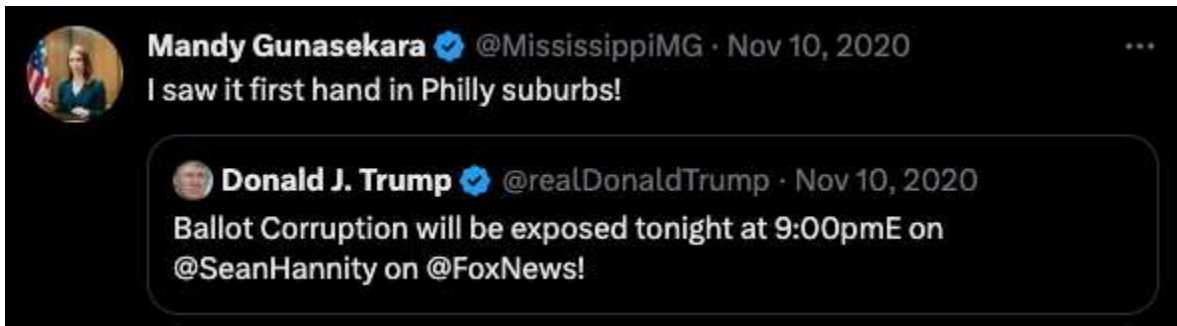 Mandy Gunasekara @MississippiMG · Nov 10, 2020
I saw it first hand in Philly suburbs!
Donald J. Trump @realDonaldTrump · Nov 10, 2020
Ballot Corruption will be exposed tonight at 9:00pmE on
@SeanHannity on @FoxNews!